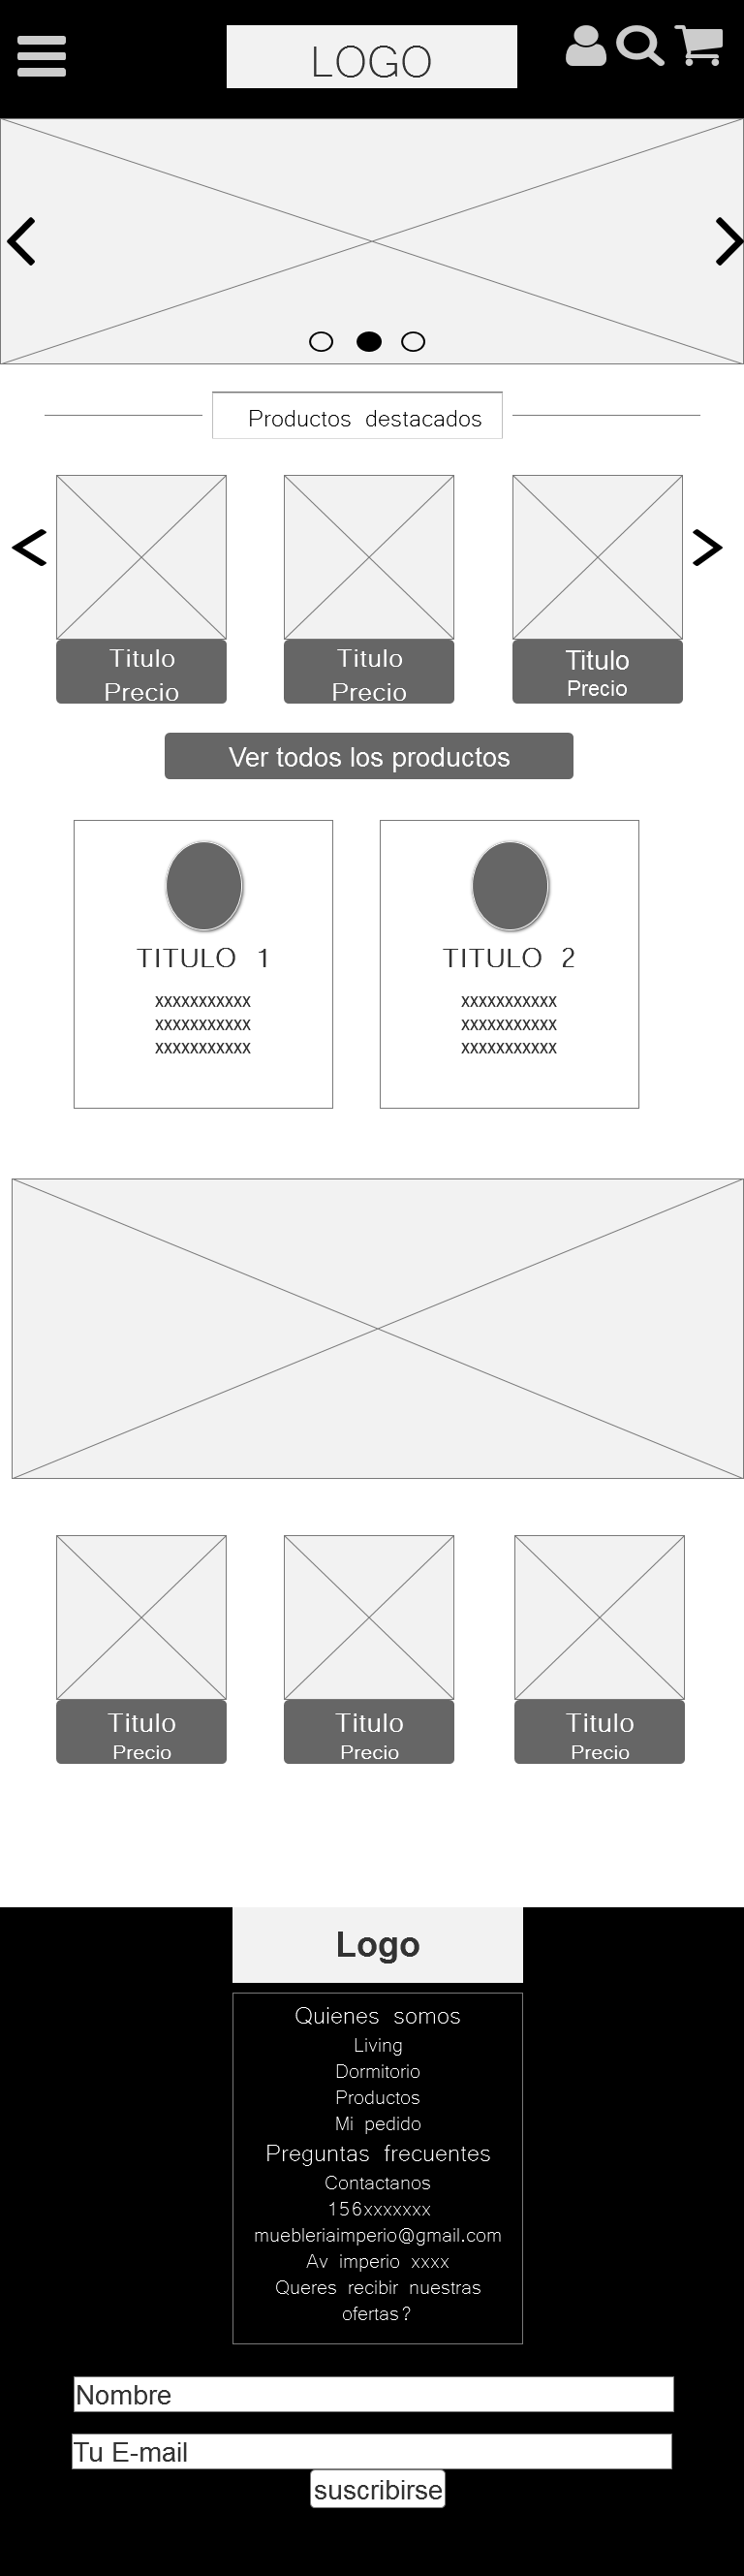 LOGO
Productos destacados
Titulo
Precio
Titulo
Precio
Titulo
Precio
Ver todos los productos
TITULO 1
xxxxxxxxxxx
xxxxxxxxxxx
xxxxxxxxxxx
TITULO 2
xxxxxxxxxxx
xxxxxxxxxxx
xxxxxxxxxxx
Titulo
Precio
Titulo
Precio
Titulo
Precio
Logo
Quienes somos
Living
Dormitorio
Productos
Mi pedido
Preguntas frecuentes
Contactanos
156xxxxxxx
muebleriaimperio@gmail.com
Av imperio xxxx
Queres recibir nuestras
ofertas?
Nombre
Tu E-mail
suscribirse